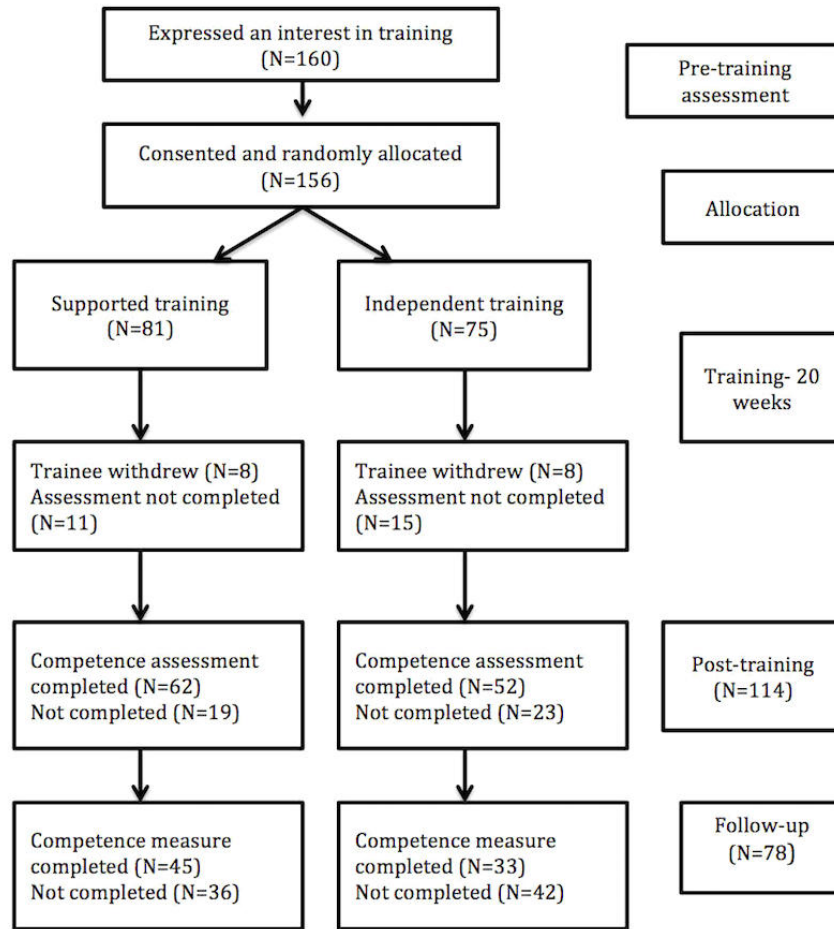 Expressed an interest in training
(N=160)
Pre-training
assessment
Consented and randomly allocated
(N=156)
Allocation
Supported training
(N=81)
Independent training
(N=75)
Training- 20
weeks
Trainee withdrew (N=8)
Assessment not completed
(N=11)
Trainee withdrew (N=8)
Assessment not completed
(N=15)
Competence assessment
completed (N=62)
Not completed (N=19)
Competence assessment
completed (N=52)
Not completed (N=23)
Post-training
(N=114)
Competence measure
completed (N=45)
Not completed (N=36)
Competence measure
completed (N=33)
Not completed (N=42)
Follow-up
(N=78)